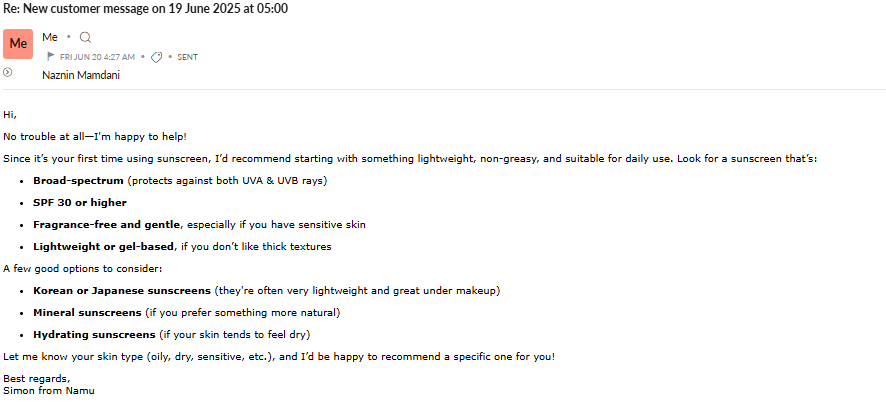 Re: New customer message on 19 June 2025 at 05:00
Me
Me •
FRI JUN 20 4:27 AM • • SENT
Naznin Mamdani
Hi,
No trouble at all—I'm happy to help!
Since it’s your first time using sunscreen, I’d recommend starting with something lightweight, non-greasy, and suitable for daily use. Look for a sunscreen that’s:
• Broad-spectrum (protects against both UVA & UVB rays)
• SPF 30 or higher
• Fragrance-free and gentle, especially if you have sensitive skin
• Lightweight or gel-based, if you don’t like thick textures
A few good options to consider:
• Korean or Japanese sunscreens (they're often very lightweight and great under makeup)
• Mineral sunscreens (if you prefer something more natural)
• Hydrating sunscreens (if your skin tends to feel dry)
Let me know your skin type (oily, dry, sensitive, etc.), and I’d be happy to recommend a specific one for you!
Best regards,
Simon from Namu